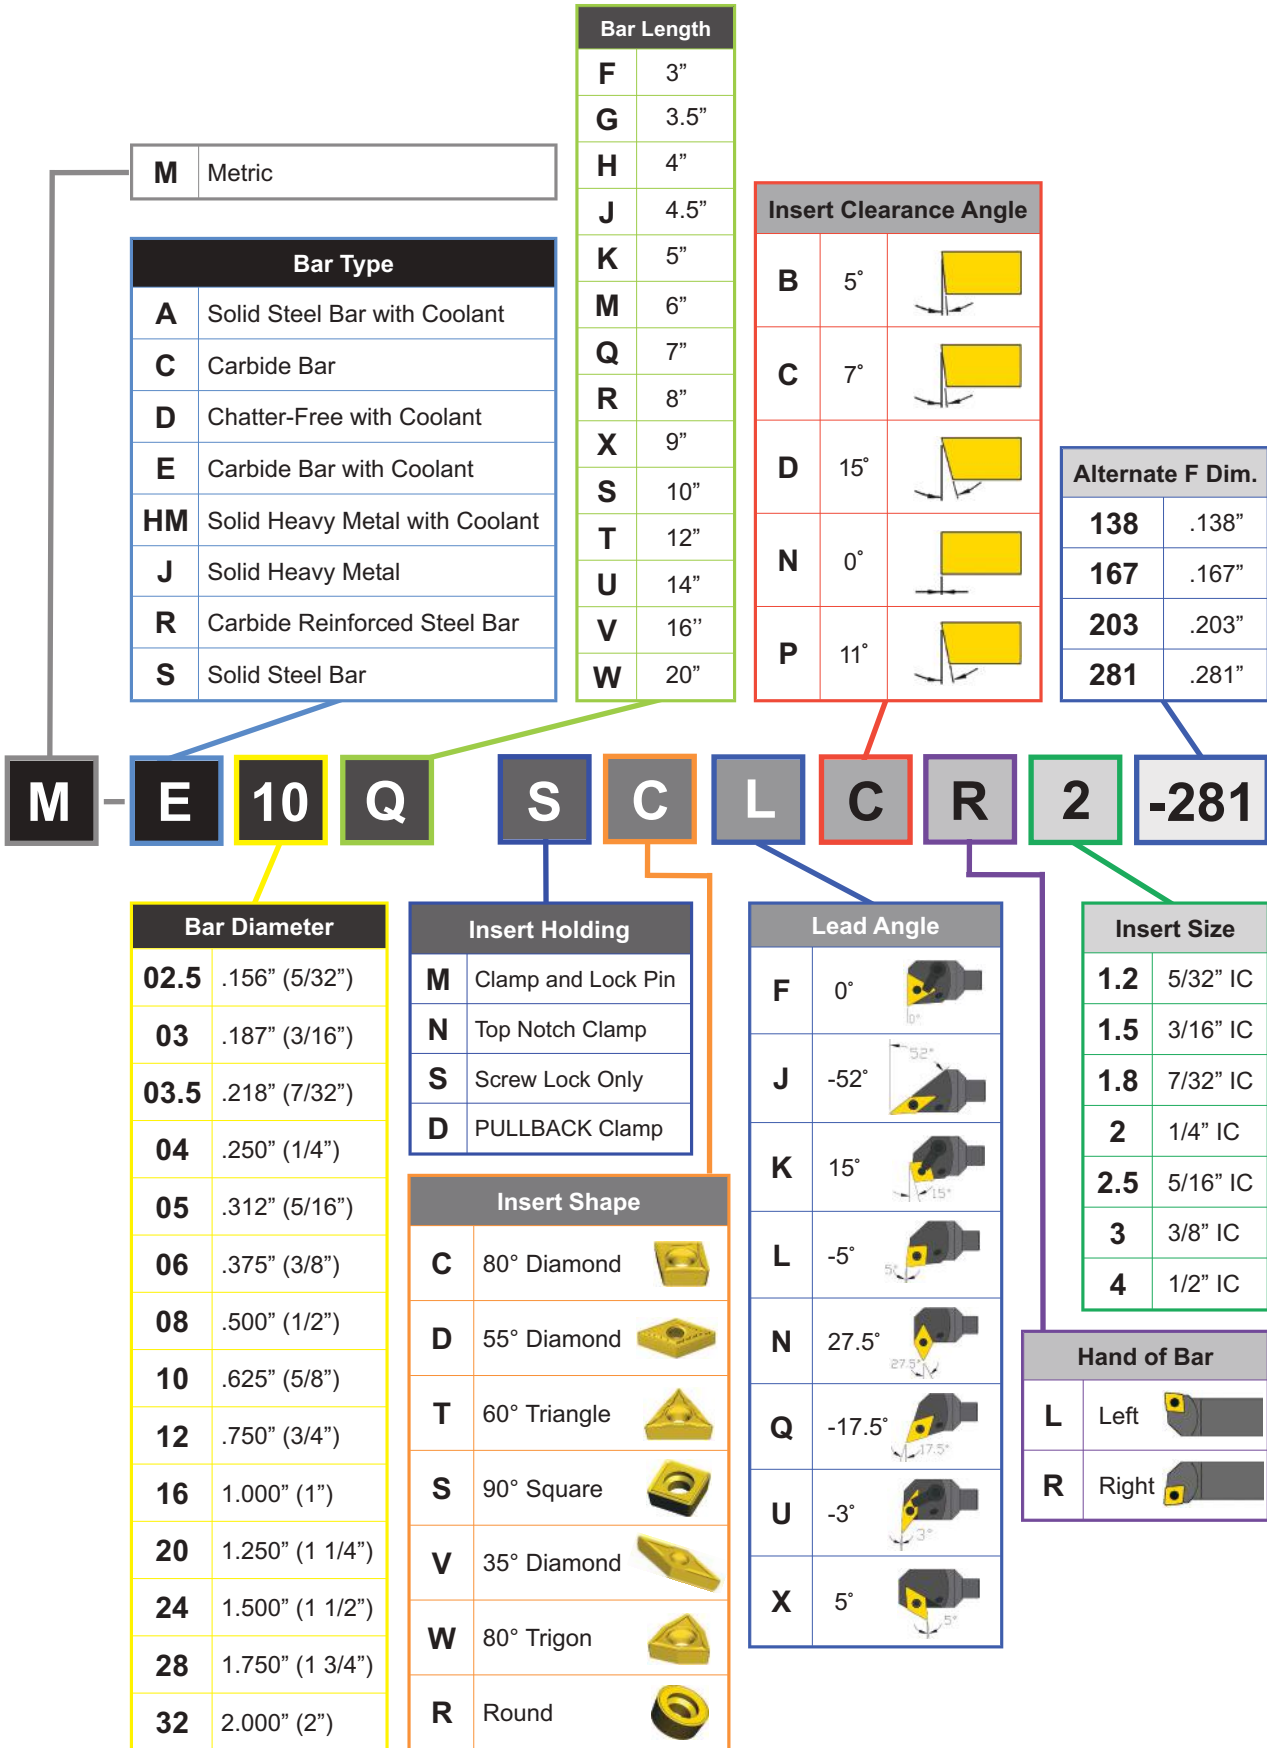 Bar Length
F 3”
G 3.5”
H 4”
J 4.5”
K 5”
M 6”
Q 7”
R 8”
X 9”
S 10”
T 12”
U 14”
V 16’’
W 20”
M Metric
Bar Type
A Solid Steel Bar with Coolant
C Carbide Bar
D Chatter-Free with Coolant
E Carbide Bar with Coolant
HM Solid Heavy Metal with Coolant
J Solid Heavy Metal
R Carbide Reinforced Steel Bar
S Solid Steel Bar
Insert Clearance Angle
B 5°
C 7°
D 15°
N 0°
P 11°
Alternate F Dim.
138 .138”
167 .167”
203 .203”
281 .281”
M - E 10 Q S C L C R 2 -281
Bar Diameter
02.5 .156” (5/32”)
03 .187” (3/16”)
03.5 .218” (7/32”)
04 .250” (1/4”)
05 .312” (5/16”)
06 .375” (3/8”)
08 .500” (1/2”)
10 .625” (5/8”)
12 .750” (3/4”)
16 1.000” (1”)
20 1.250” (1 1/4”)
24 1.500” (1 1/2”)
28 1.750” (1 3/4”)
32 2.000” (2”)
Insert Holding
M Clamp and Lock Pin
N Top Notch Clamp
S Screw Lock Only
D PULLBACK Clamp
Insert Shape
C 80° Diamond
D 55° Diamond
T 60° Triangle
S 90° Square
V 35° Diamond
W 80° Trigon
R Round
Lead Angle
F 0° 0°
J -52° 52°
K 15° 15°
L -5° 5°
N 27.5° 27.5°
Q -17.5° 17.5°
U -3° 3°
X 5° 5°
Insert Size
1.2 5/32” IC
1.5 3/16” IC
1.8 7/32” IC
2 1/4” IC
2.5 5/16” IC
3 3/8” IC
4 1/2” IC
Hand of Bar
L Left
R Right